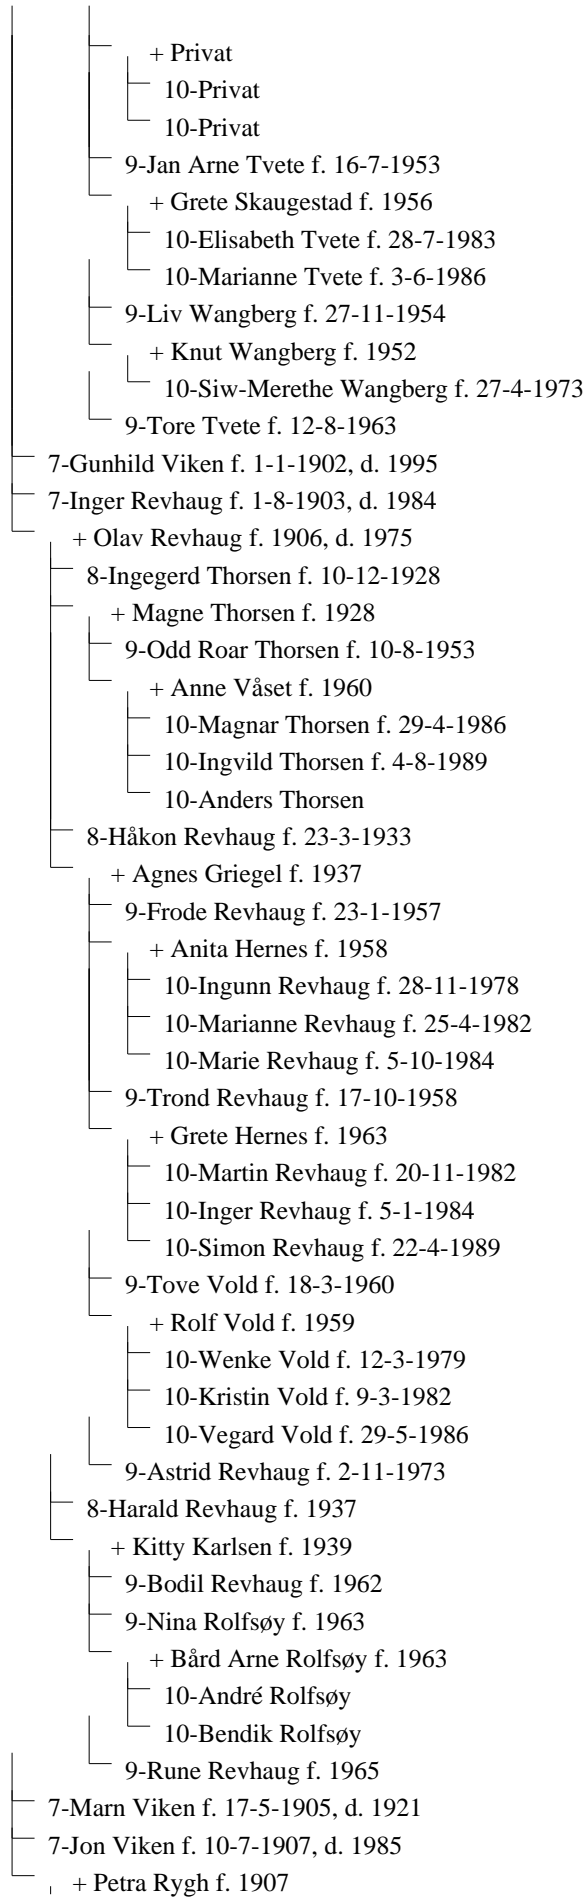 + Privat
10-Privat
10-Privat
9-Jan Arne Tvete f. 16-7-1953
+ Grete Skaugestad f. 1956
10-Elisabeth Tvete f. 28-7-1983
10-Marianne Tvete f. 3-6-1986
9-Liv Wangberg f. 27-11-1954
+ Knut Wangberg f. 1952
10-Siw-Merethe Wangberg f. 27-4-1973
9-Tore Tvete f. 12-8-1963
7-Gunhild Viken f. 1-1-1902, d. 1995
7-Inger Revhaug f. 1-8-1903, d. 1984
+ Olav Revhaug f. 1906, d. 1975
8-Ingegerd Thorsen f. 10-12-1928
+ Magne Thorsen f. 1928
9-Odd Roar Thorsen f. 10-8-1953
+ Anne Våset f. 1960
10-Magnar Thorsen f. 29-4-1986
10-Ingvild Thorsen f. 4-8-1989
10-Anders Thorsen
8-Håkon Revhaug f. 23-3-1933
+ Agnes Griegel f. 1937
9-Frode Revhaug f. 23-1-1957
+ Anita Hernes f. 1958
10-Ingunn Revhaug f. 28-11-1978
10-Marianne Revhaug f. 25-4-1982
10-Marie Revhaug f. 5-10-1984
9-Trond Revhaug f. 17-10-1958
+ Grete Hernes f. 1963
10-Martin Revhaug f. 20-11-1982
10-Inger Revhaug f. 5-1-1984
10-Simon Revhaug f. 22-4-1989
9-Tove Vold f. 18-3-1960
+ Rolf Vold f. 1959
10-Wenke Vold f. 12-3-1979
10-Kristin Vold f. 9-3-1982
10-Vegard Vold f. 29-5-1986
9-Astrid Revhaug f. 2-11-1973
8-Harald Revhaug f. 1937
+ Kitty Karlsen f. 1939
9-Bodil Revhaug f. 1962
9-Nina Rolfsøy f. 1963
+ Bård Arne Rolfsøy f. 1963
10-André Rolfsøy
10-Bendik Rolfsøy
9-Rune Revhaug f. 1965
7-Marn Viken f. 17-5-1905, d. 1921
7-Jon Viken f. 10-7-1907, d. 1985
+ Petra Rygh f. 1907